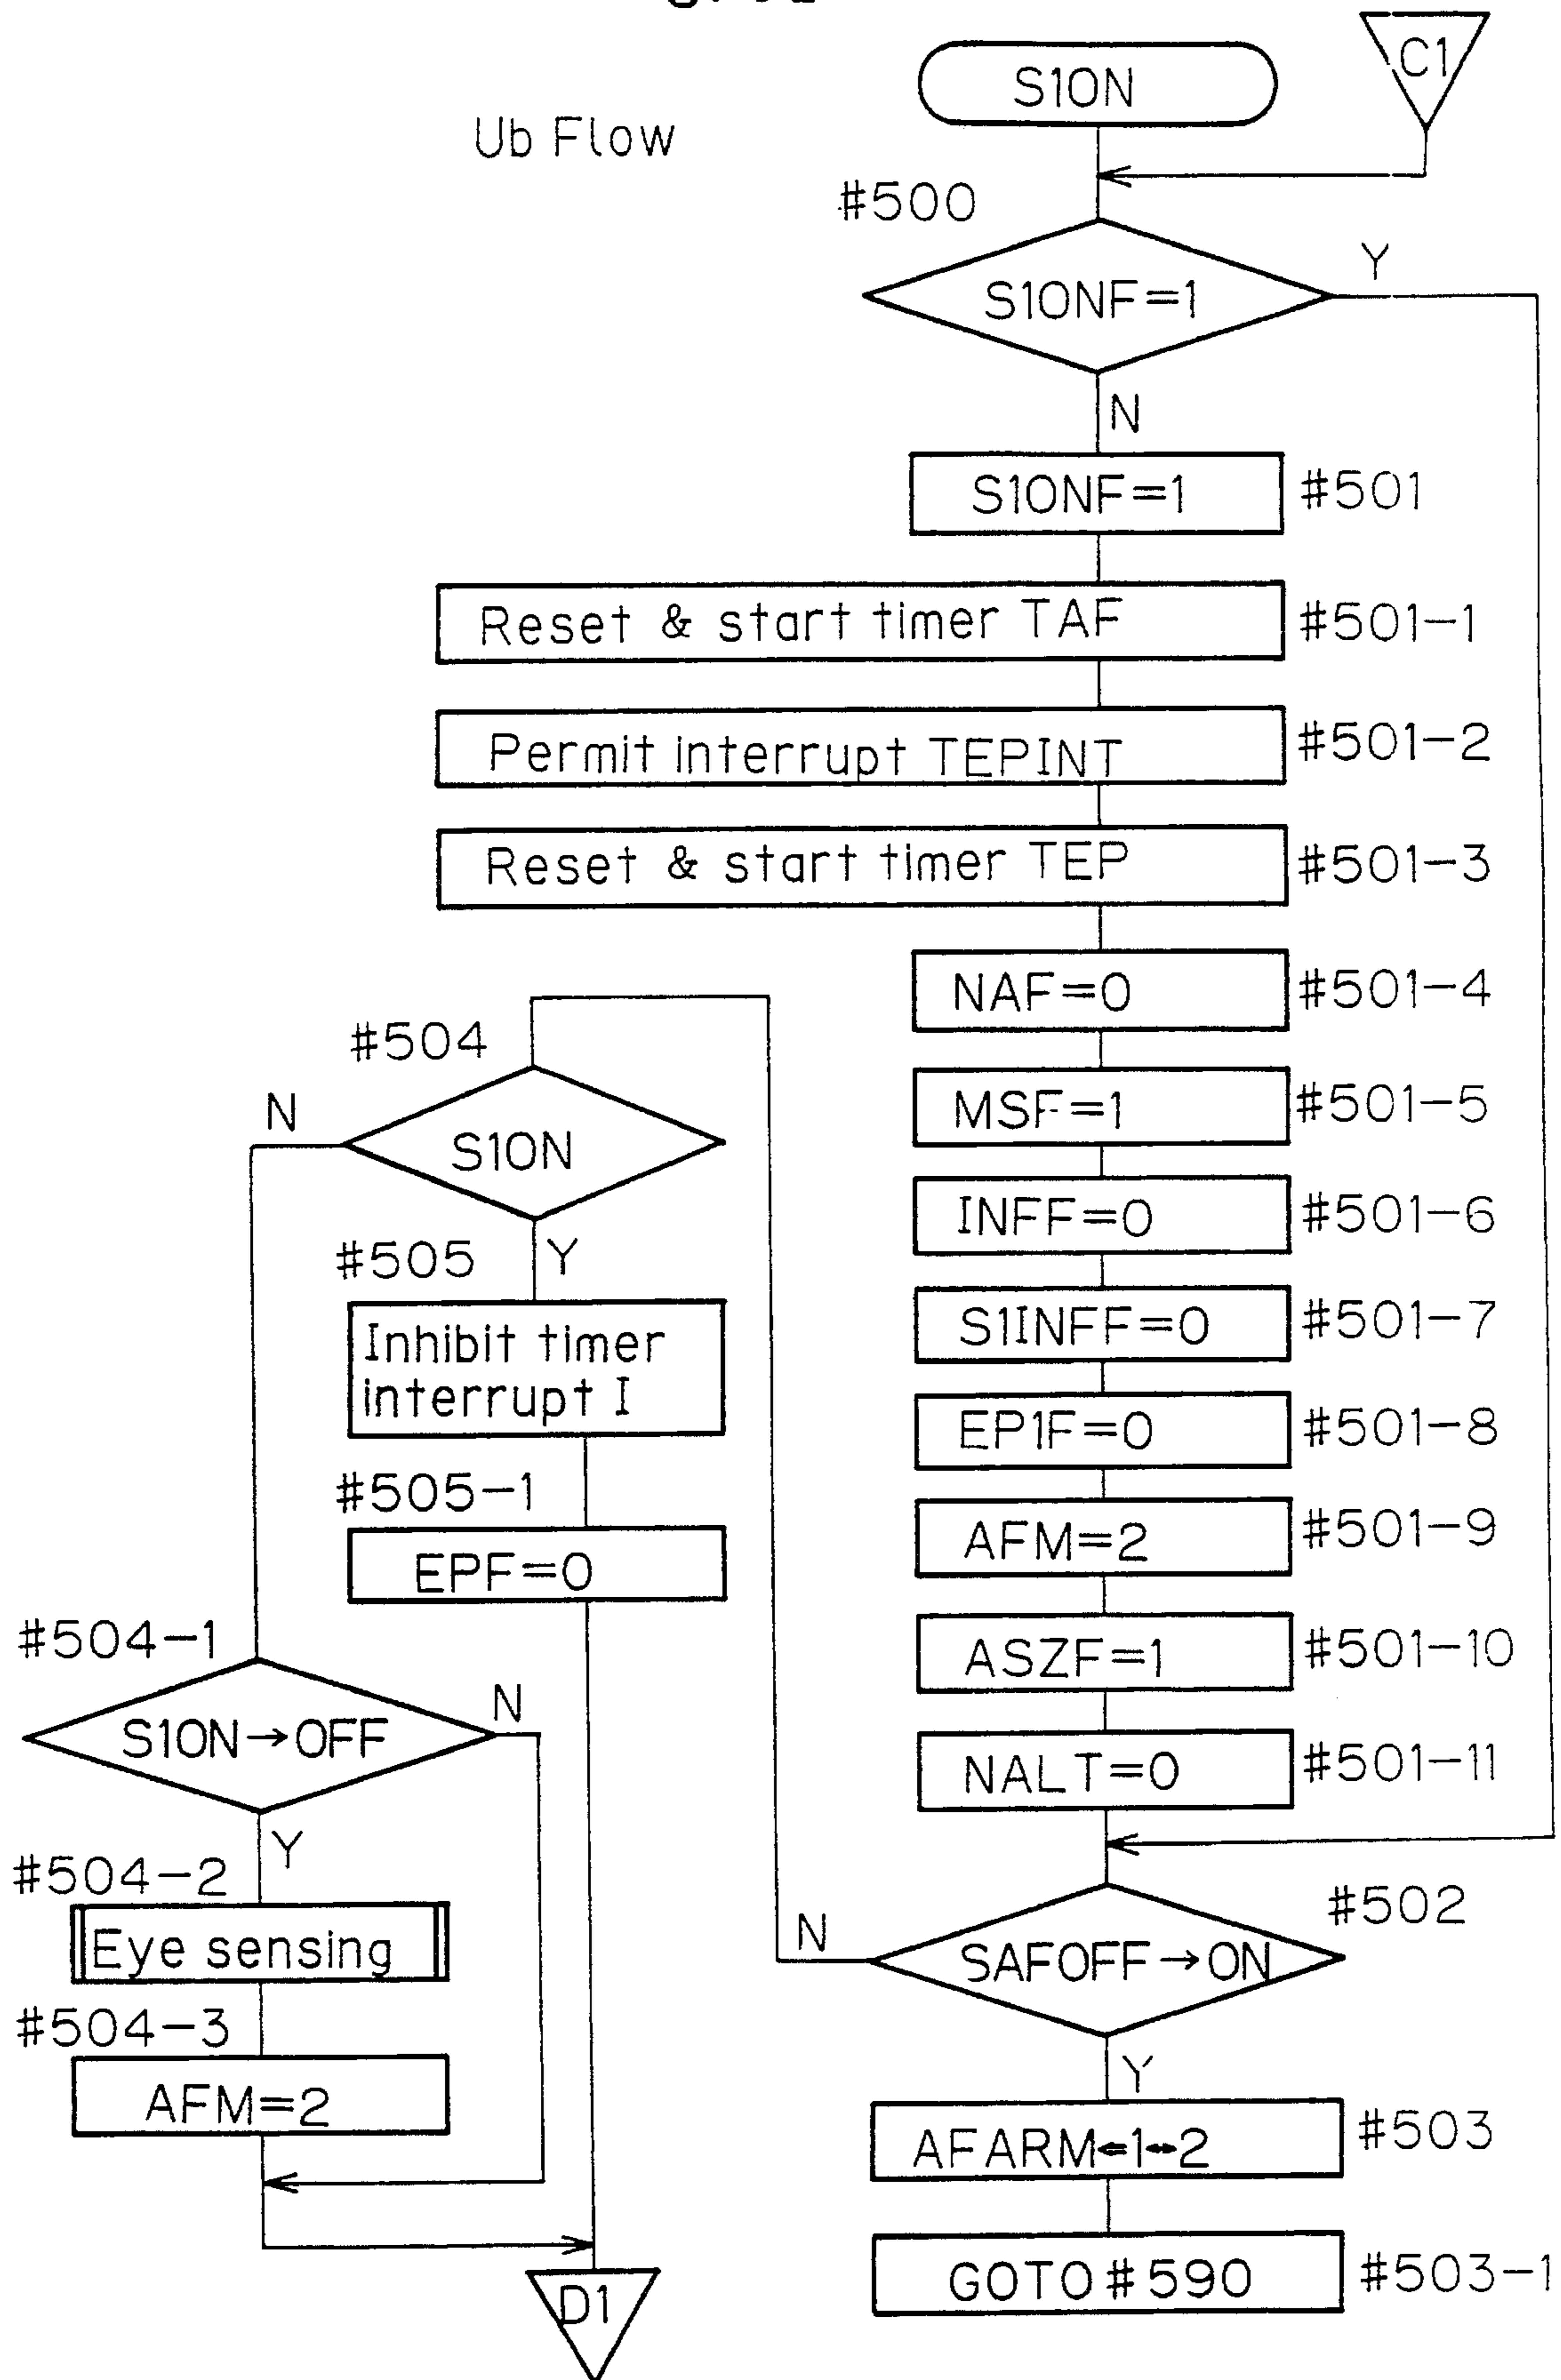 S1ON
C1
Ub Flow
#500
S1ONF=1
Y
N
S1ONF=1
#501
Reset & start timer TAF
#501-1
Permit interrupt TEPINT
#501-2
Reset & start timer TEP
#501-3
NAF=0
#501-4
MSF=1
#501-5
INFF=0
#501-6
S1INFF=0
#501-7
EP1F=0
#501-8
AFM=2
#501-9
ASZF=1
#501-10
NALT=0
#501-11
#502
SAFOFF→ON
N
Y
AFARM⇐1↔2
#503
GOTO #590
#503-1
#504
S1ON
N
Y
#505
Inhibit timer
interrupt I
#505-1
EPF=0
#504-1
S1ON→OFF
N
Y
#504-2
Eye sensing
#504-3
AFM=2
D1